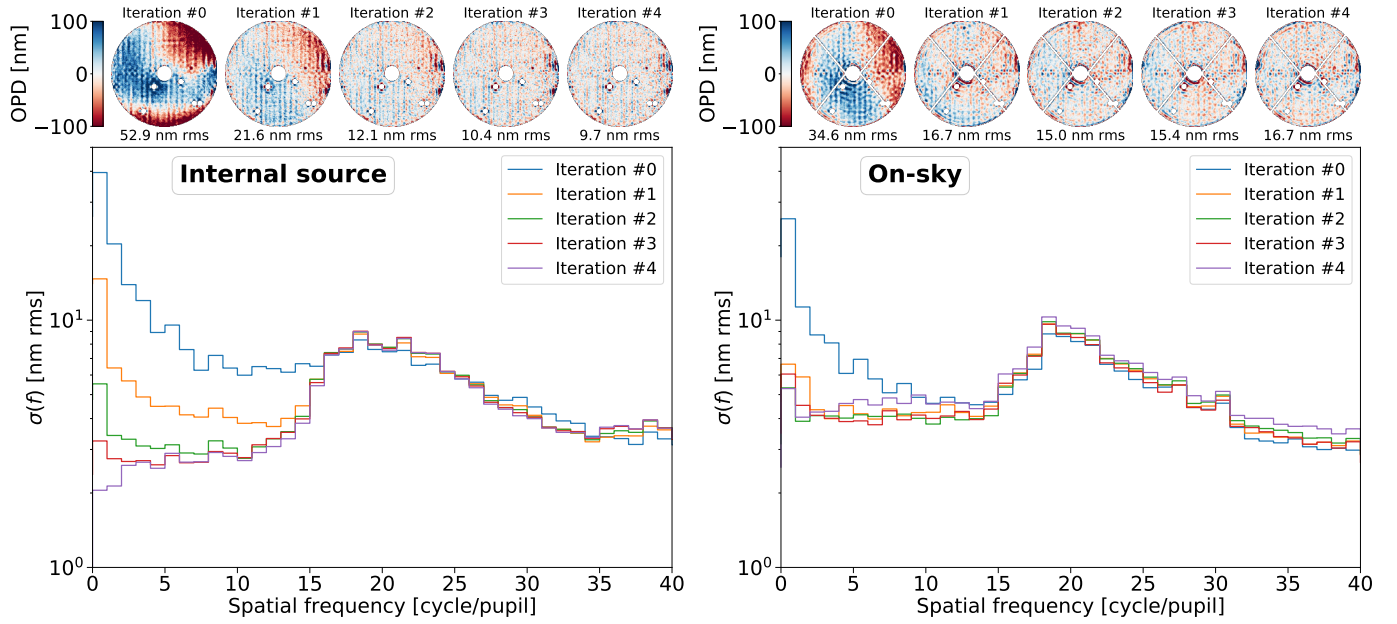 Iteration #0 Iteration #1 Iteration #2 Iteration #3 Iteration #4
100
0
−100
OPD [nm]
52.9 nm rms 21.6 nm rms 12.1 nm rms 10.4 nm rms 9.7 nm rms
Internal source
Iteration #0
Iteration #1
Iteration #2
Iteration #3
Iteration #4
σ(f) [nm rms]
10¹
10⁰
0 5 10 15 20 25 30 35 40
Spatial frequency [cycle/pupil]
Iteration #0 Iteration #1 Iteration #2 Iteration #3 Iteration #4
100
0
−100
OPD [nm]
34.6 nm rms 16.7 nm rms 15.0 nm rms 15.4 nm rms 16.7 nm rms
On-sky
Iteration #0
Iteration #1
Iteration #2
Iteration #3
Iteration #4
σ(f) [nm rms]
10¹
10⁰
0 5 10 15 20 25 30 35 40
Spatial frequency [cycle/pupil]